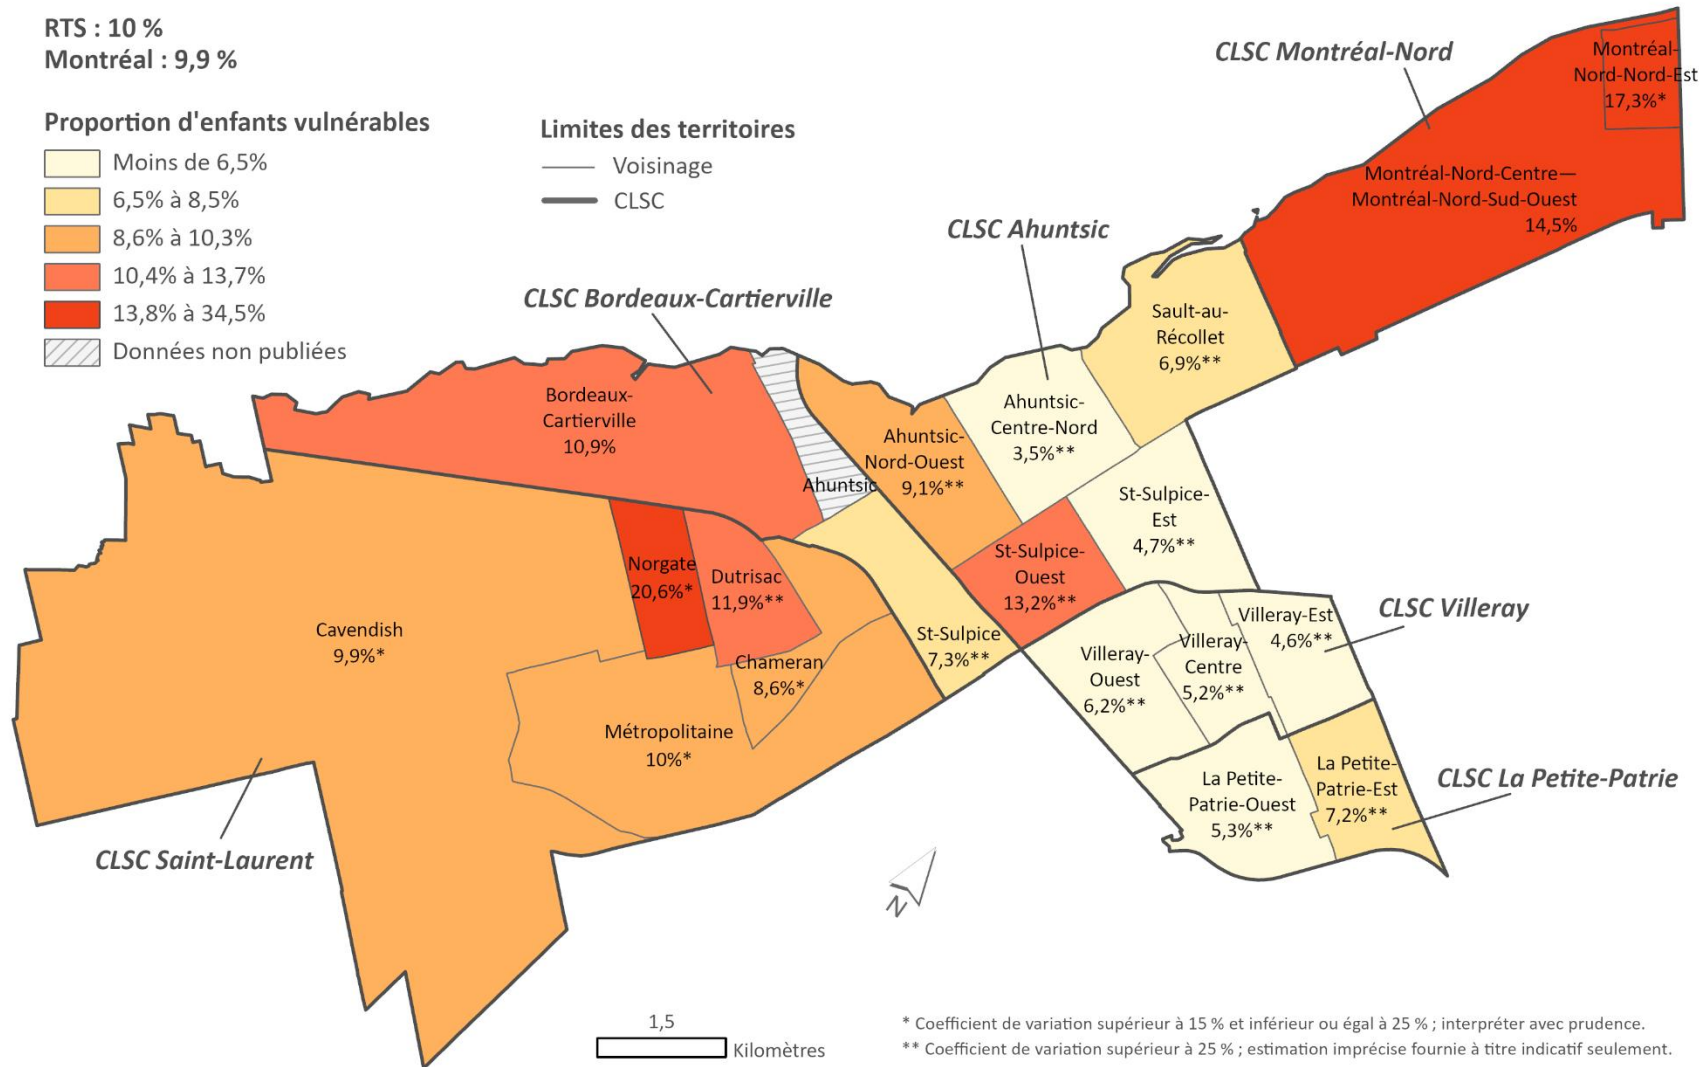 RTS : 10 %
Montréal : 9,9 %
Proportion d'enfants vulnérables
Moins de 6,5%
6,5% à 8,5%
8,6% à 10,3%
10,4% à 13,7%
13,8% à 34,5%
Données non publiées
Limites des territoires
Voisinage
CLSC
CLSC Montréal-Nord
Montréal-
Nord-Nord-Est
17,3%*
Montréal-Nord-Centre—
Montréal-Nord-Sud-Ouest
14,5%
CLSC Ahuntsic
Sault-au-
Récollet
6,9%**
CLSC Bordeaux-Cartierville
Bordeaux-
Cartierville
10,9%
Ahuntsic
Ahuntsic-
Nord-Ouest
9,1%**
Ahuntsic-
Centre-Nord
3,5%**
St-Sulpice-
Est
4,7%**
St-Sulpice-
Ouest
13,2%**
Norgate
20,6%*
Dutrisac
11,9%**
Cavendish
9,9%*
Chameran
8,6%*
St-Sulpice
7,3%**
Métropolitaine
10%*
CLSC Villeray
Villeray-Est
4,6%**
Villeray-
Centre
5,2%**
Villeray-
Ouest
6,2%**
La Petite-
Patrie-Ouest
5,3%**
La Petite-
Patrie-Est
7,2%**
CLSC La Petite-Patrie
CLSC Saint-Laurent
N
1,5
Kilomètres
* Coefficient de variation supérieur à 15 % et inférieur ou égal à 25 % ; interpréter avec prudence.
** Coefficient de variation supérieur à 25 % ; estimation imprécise fournie à titre indicatif seulement.